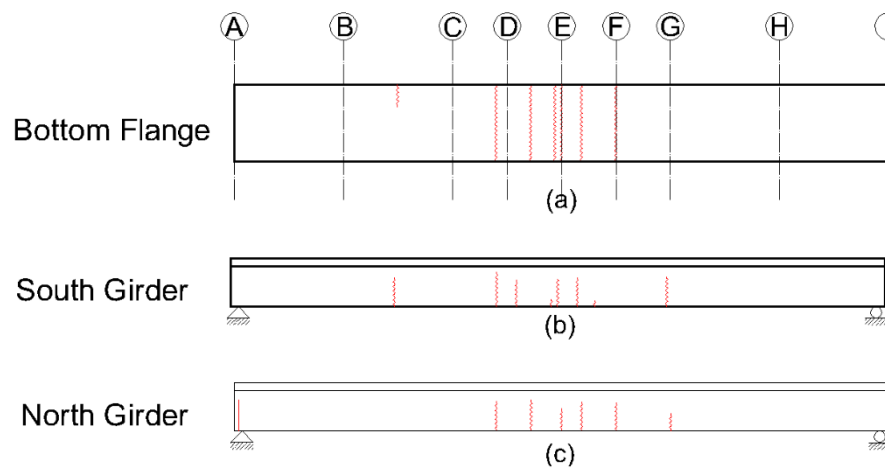 A B C D E F G H
Bottom Flange
(a)
South Girder
(b)
North Girder
(c)